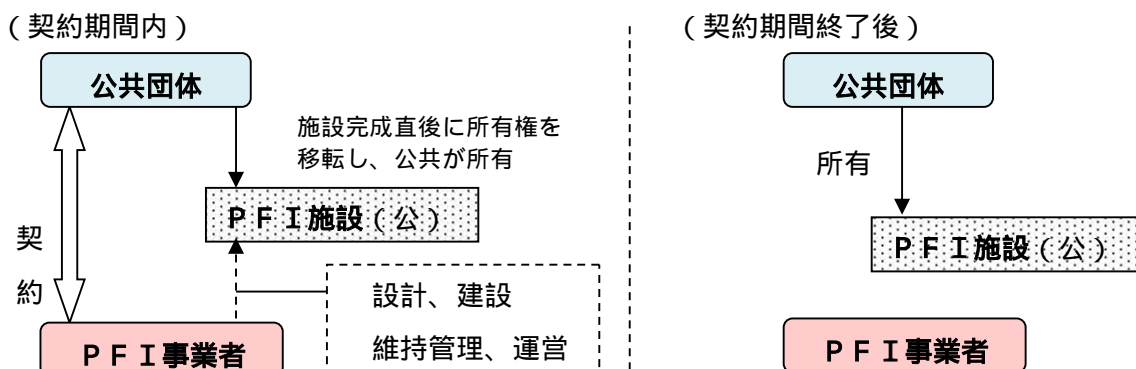 （契約期間内）
公共団体
施設完成直後に所有権を
移転し、公共が所有
ＰＦＩ施設（公）
契
約
設計、建設
維持管理、運営
ＰＦＩ事業者
（契約期間終了後）
公共団体
所有
ＰＦＩ施設（公）
ＰＦＩ事業者